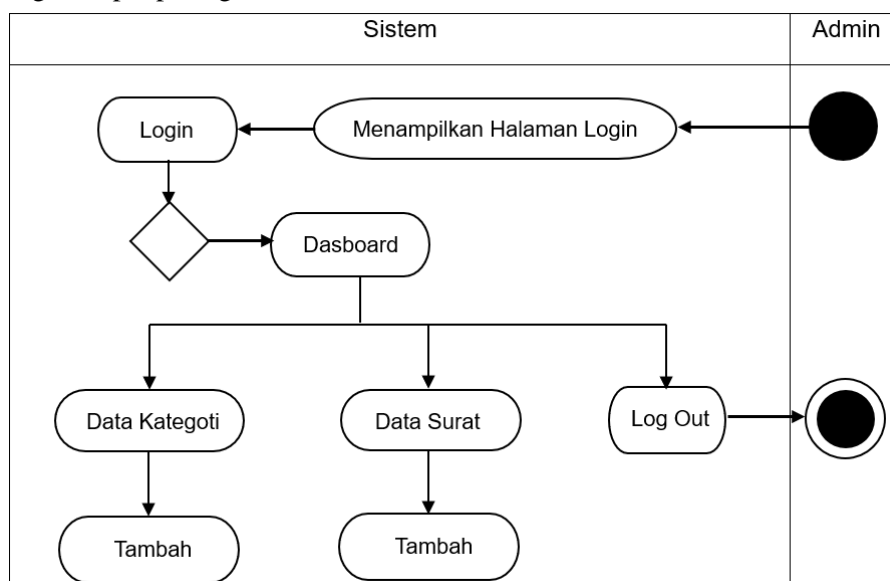 Sistem
Admin
Login
Menampilkan Halaman Login
Dasboard
Data Kategoti
Data Surat
Log Out
Tambah
Tambah